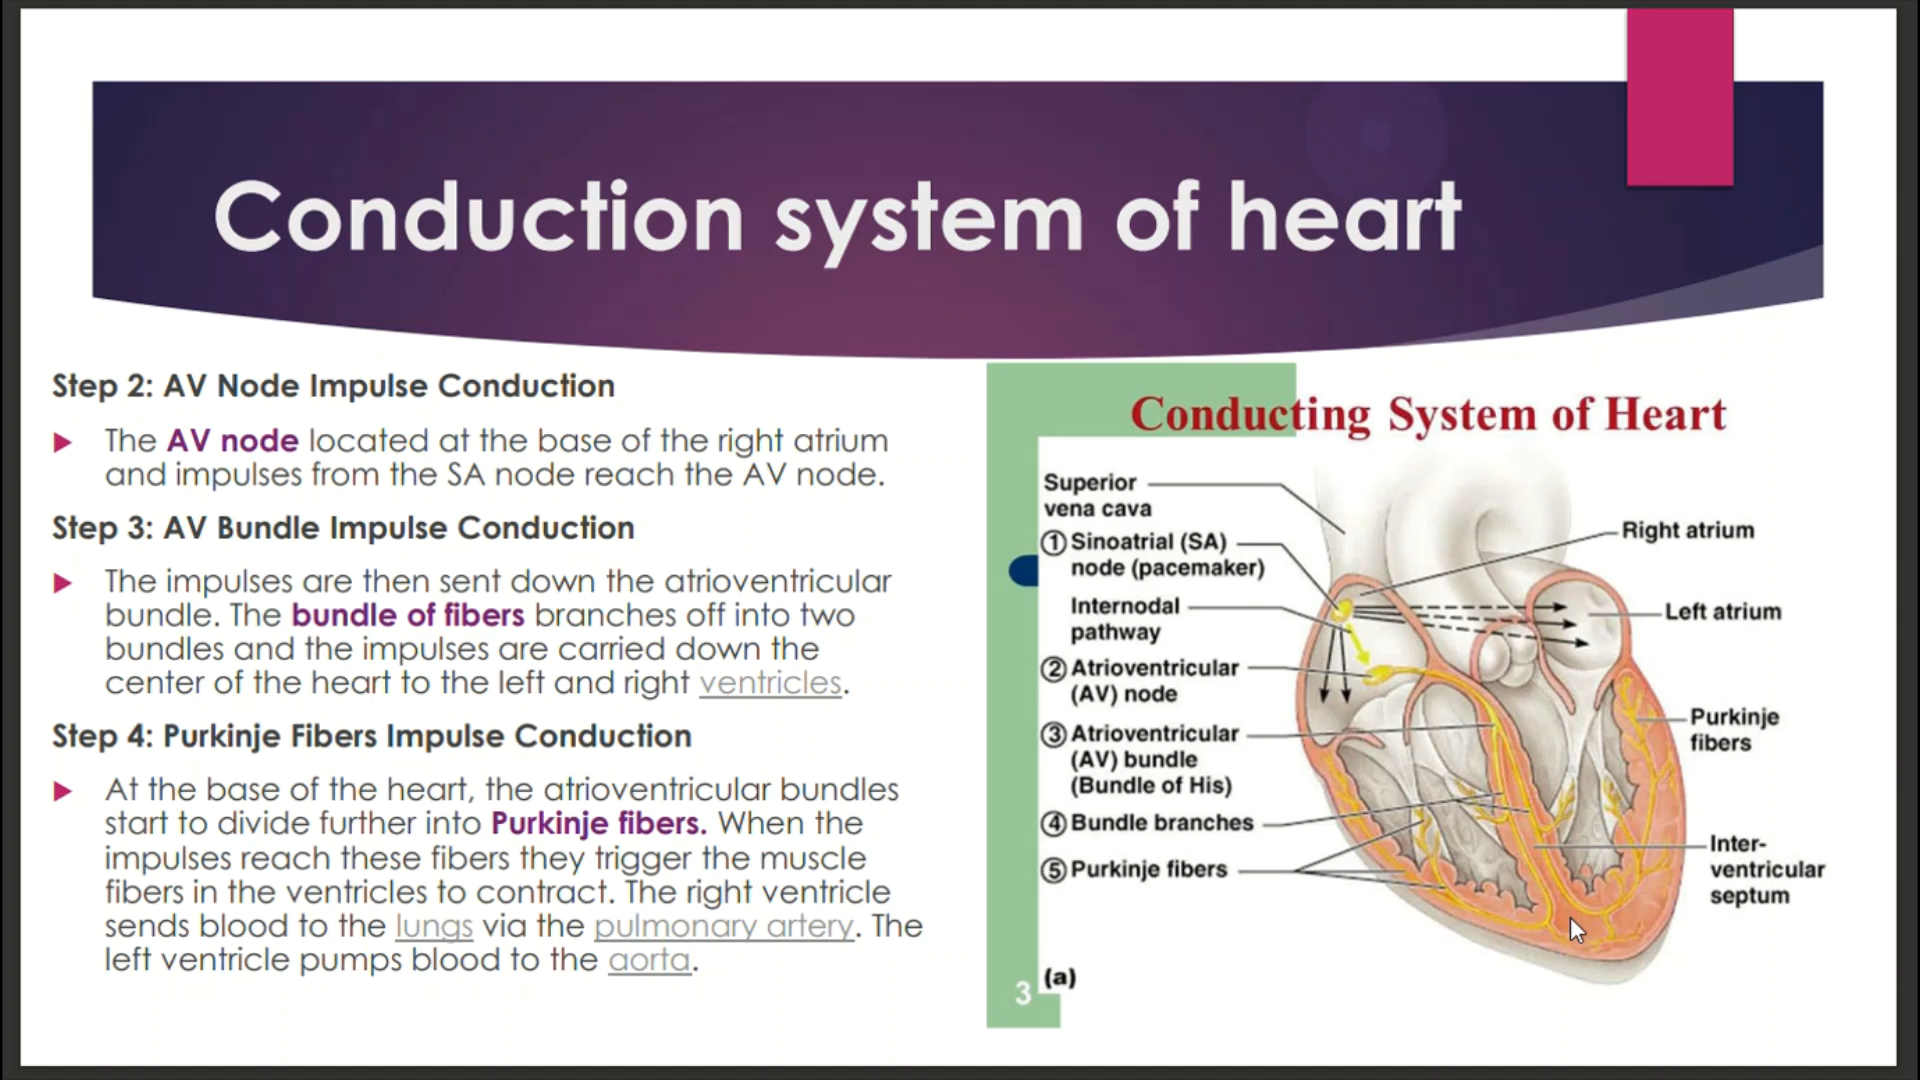 Conduction system of heart
Step 2: AV Node Impulse Conduction
The AV node located at the base of the right atrium
and impulses from the SA node reach the AV node.
Step 3: AV Bundle Impulse Conduction
The impulses are then sent down the atrioventricular
bundle. The bundle of fibers branches off into two
bundles and the impulses are carried down the
center of the heart to the left and right ventricles.
Step 4: Purkinje Fibers Impulse Conduction
At the base of the heart, the atrioventricular bundles
start to divide further into Purkinje fibers. When the
impulses reach these fibers they trigger the muscle
fibers in the ventricles to contract. The right ventricle
sends blood to the lungs via the pulmonary artery. The
left ventricle pumps blood to the aorta.
Conducting System of Heart
Superior
vena cava
① Sinoatrial (SA)
node (pacemaker)
Internodal
pathway
② Atrioventricular
(AV) node
③ Atrioventricular
(AV) bundle
(Bundle of His)
④ Bundle branches
⑤ Purkinje fibers
Right atrium
Left atrium
Purkinje
fibers
Inter-
ventricular
septum
(a)
3